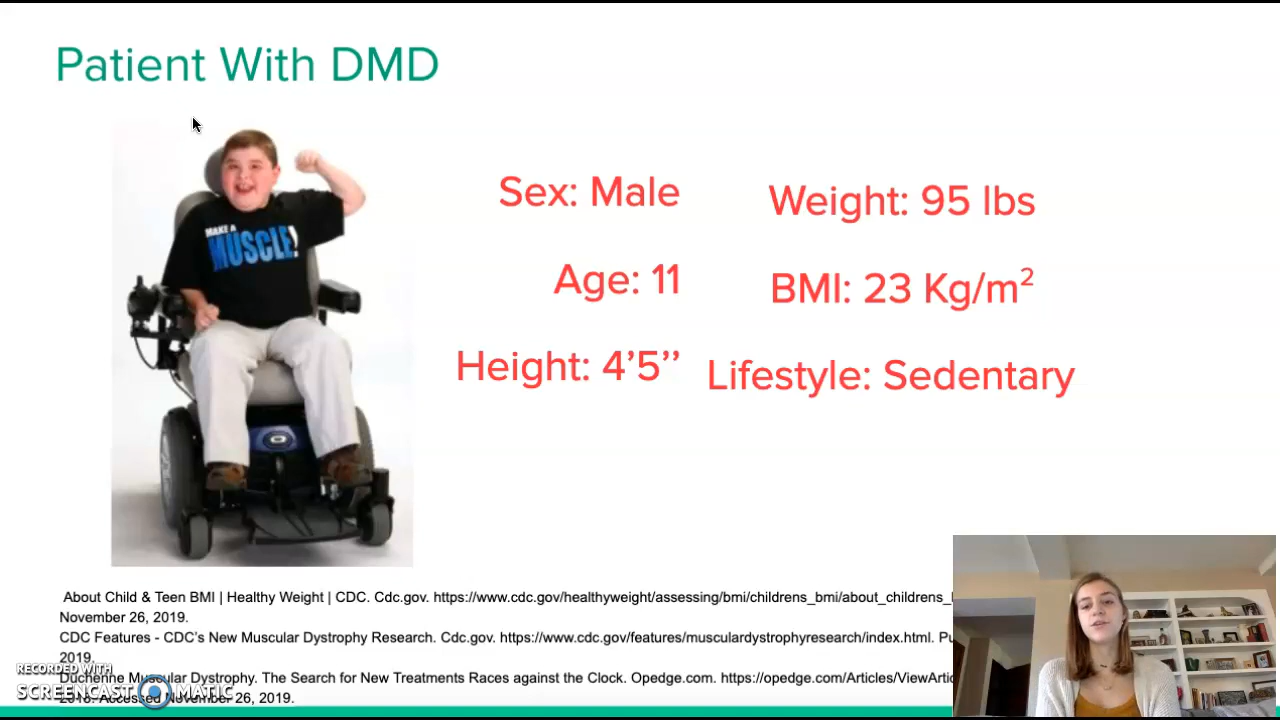 Patient With DMD
MAKE A
MUSCLE!
Sex: Male
Age: 11
Height: 4’5’’
Weight: 95 lbs
BMI: 23 Kg/m²
Lifestyle: Sedentary
About Child & Teen BMI | Healthy Weight | CDC. Cdc.gov. https://www.cdc.gov/healthyweight/assessing/bmi/childrens_bmi/about_childrens_
November 26, 2019.
CDC Features - CDC’s New Muscular Dystrophy Research. Cdc.gov. https://www.cdc.gov/features/musculardystrophyresearch/index.html.
2019.
Duchenne Muscular Dystrophy. The Search for New Treatments Races against the Clock. Opedge.com. https://opedge.com/Articles/ViewArtic
2018. Accessed November 26, 2019.
RECORDED WITH
SCREENCAST MATIC